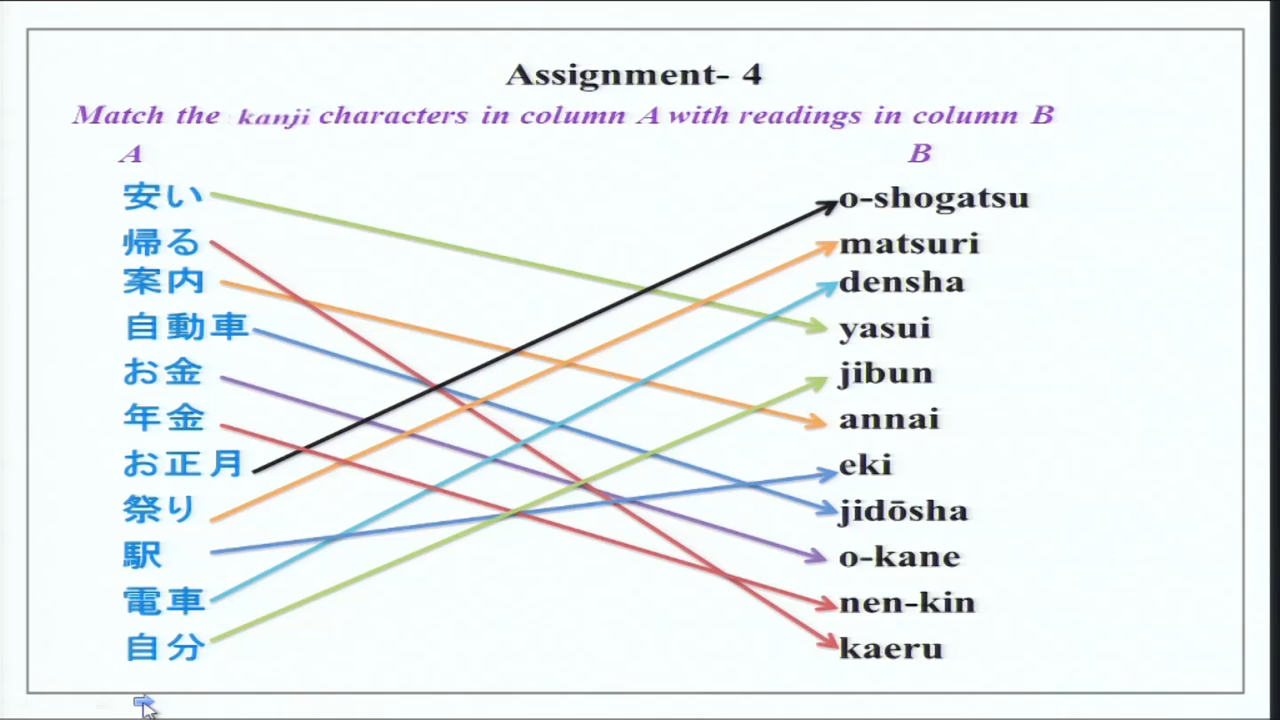 Assignment- 4
Match the kanji characters in column A with readings in column B
A B
安い o-shogatsu
帰る matsuri
案内 densha
自動車 yasui
お金 jibun
年金 annai
お正月 eki
祭り jidōsha
駅 o-kane
電車 nen-kin
自分 kaeru